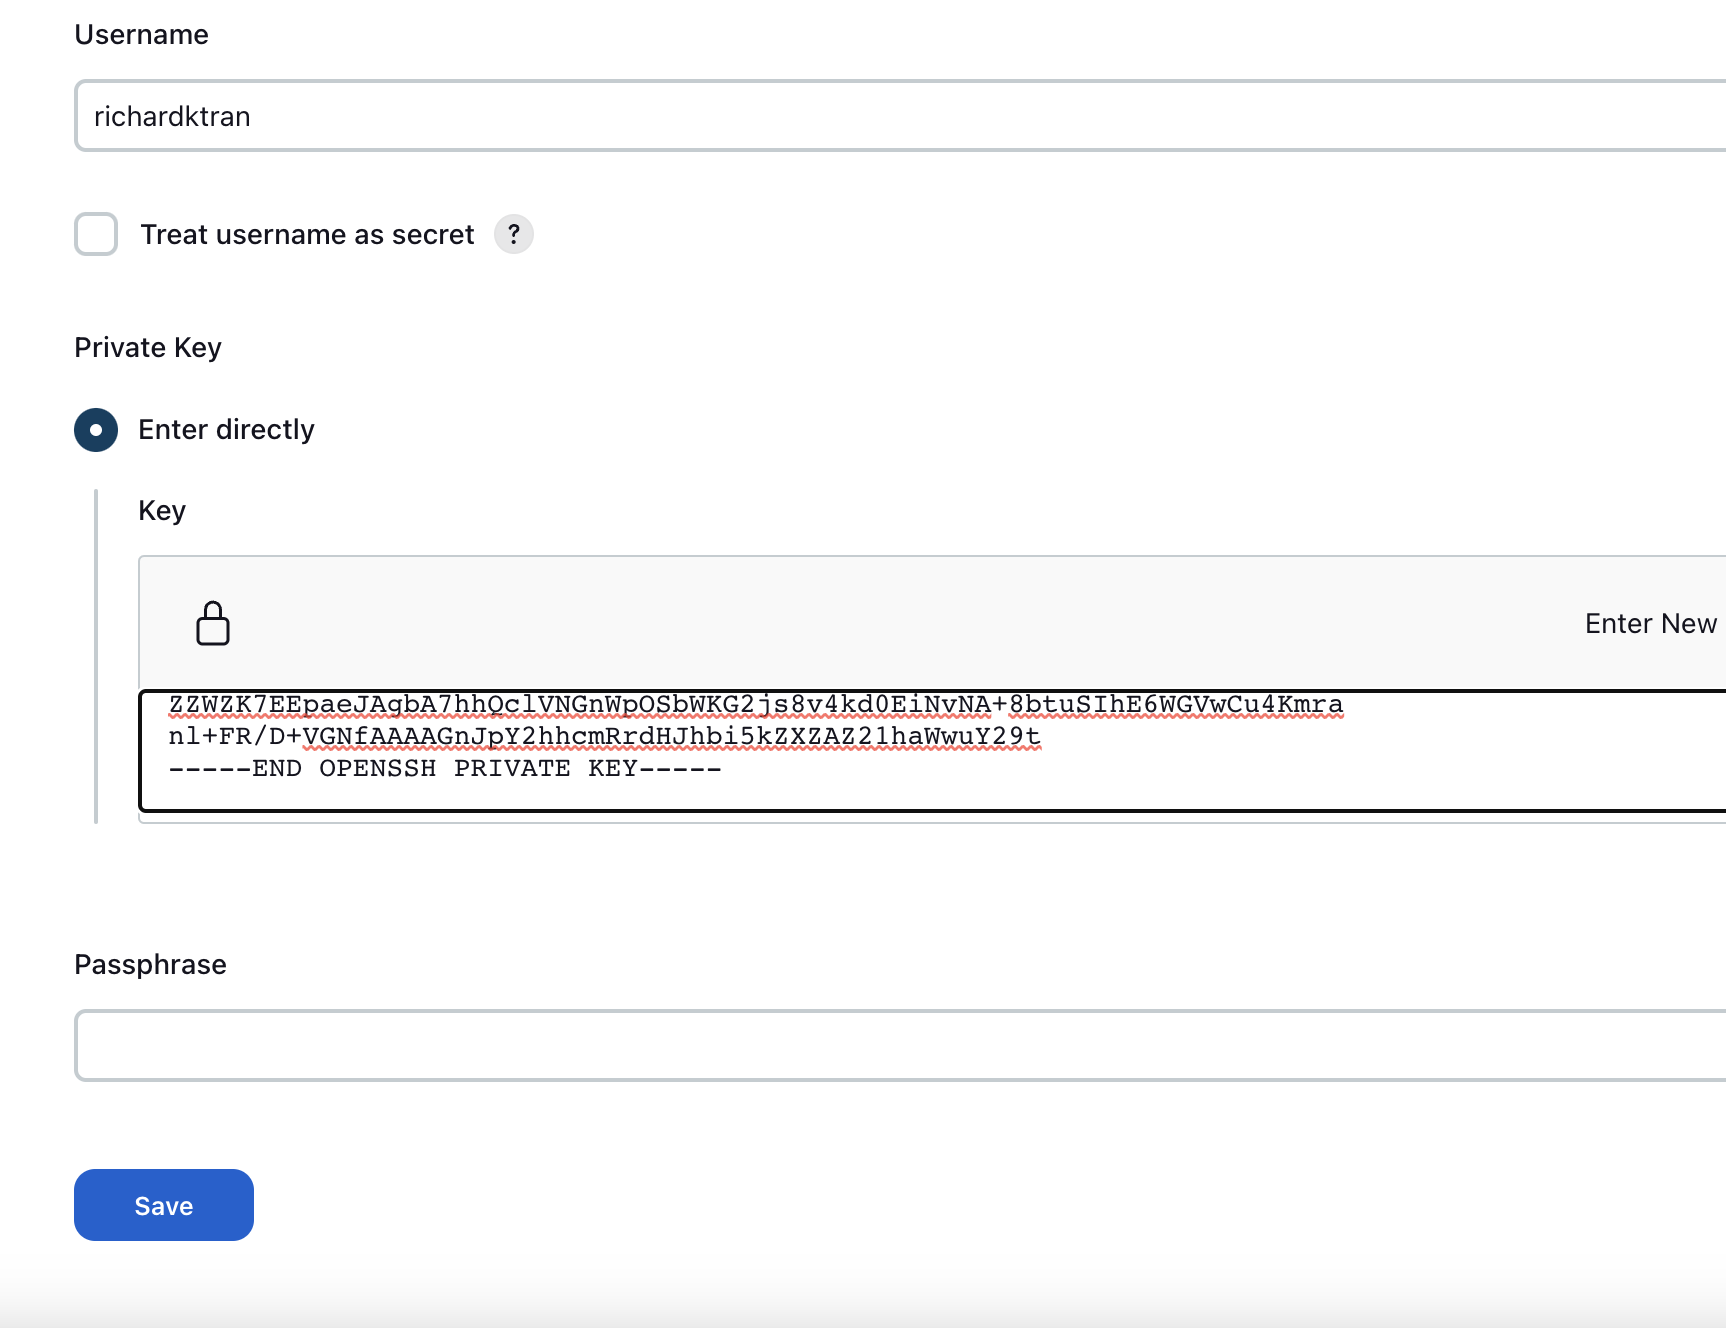 Username
richardktran
Treat username as secret ?
Private Key
Enter directly
Key
Enter New
ZZWZK7EEpaeJAgbA7hhQclVNGnWpOSbWKG2js8v4kd0EiNvNA+8btuSIhE6WGVwCu4Kmra
nl+FR/D+VGNfAAAAGnJpY2hhcmRrdHJhbi5kZXZAZ21haWwuY29t
-----END OPENSSH PRIVATE KEY-----
Passphrase
Save